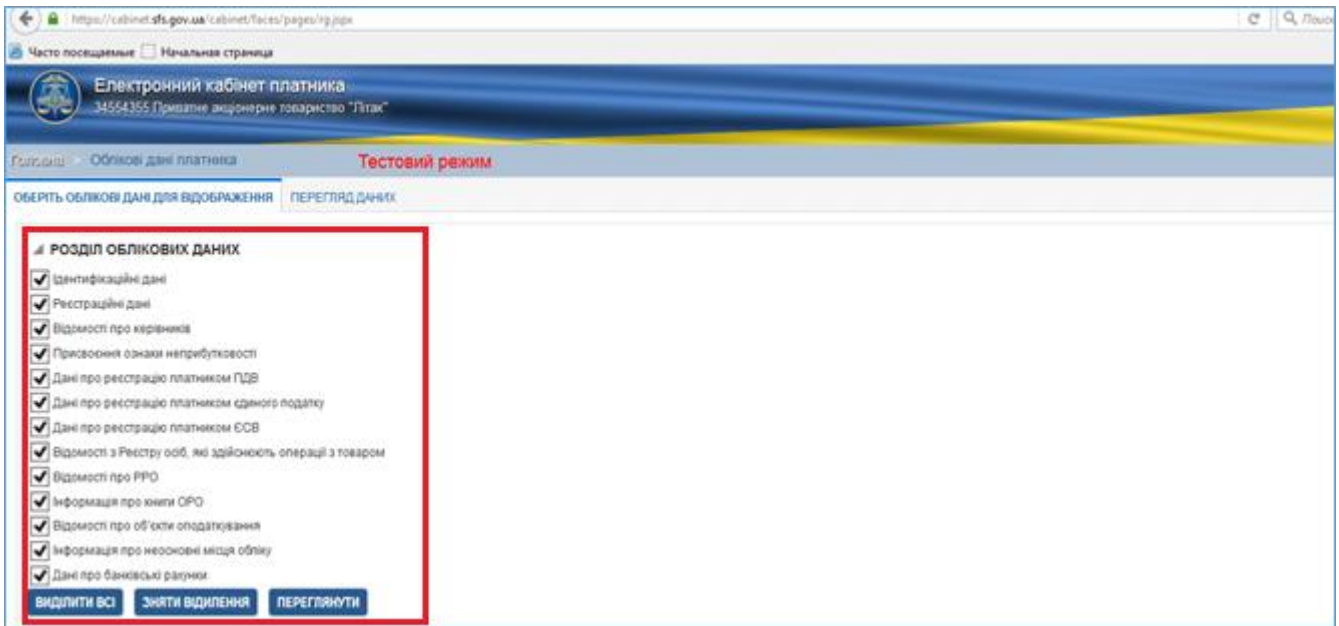 https://cabinet.sfs.gov.ua/cabinet/faces/pages/rg.jspx
Часто посещаемые Начальная страница
Електронний кабінет платника
34554355 Приватне акціонерне товариство "Літак"
Головна Облікові дані платника Тестовий режим
ОБЕРІТЬ ОБЛІКОВІ ДАНІ ДЛЯ ВІДОБРАЖЕННЯ ПЕРЕГЛЯД ДАНИХ
РОЗДІЛ ОБЛІКОВИХ ДАНИХ
Ідентифікаційні дані
Реєстраційні дані
Відомості про керівників
Присвоєння ознаки неприбутковості
Дані про реєстрацію платником ПДВ
Дані про реєстрацію платником єдиного податку
Дані про реєстрацію платником ЄСВ
Відомості з Реєстру осіб, які здійснюють операції з товаром
Відомості про РРО
Інформація про книги ОРО
Відомості про об'єкти оподаткування
Інформація про неосновні місця обліку
Дані про банківські рахунки
ВИДІЛИТИ ВСІ ЗНЯТИ ВІДИЛЕННЯ ПЕРЕГЛЯНУТИ